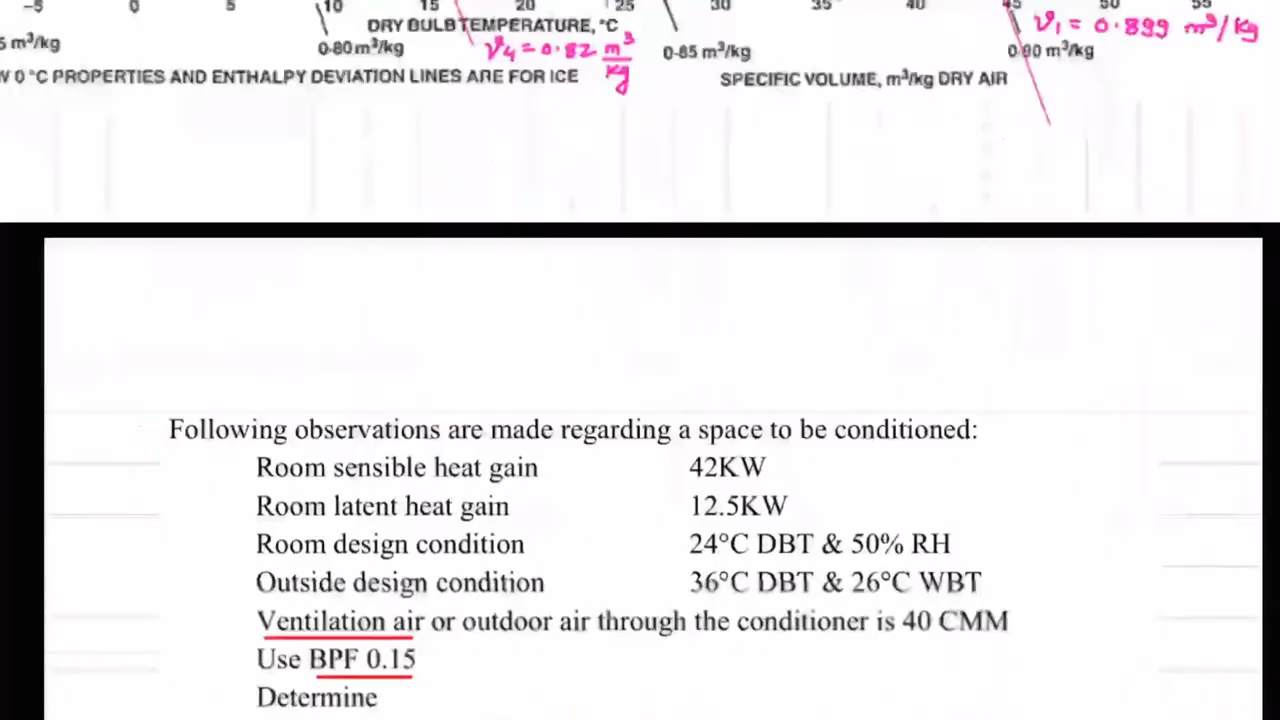 -5 0 5 10 15 20 25 30 35 40 45 50 55
DRY BULB TEMPERATURE, °C
ϑ₁ = 0.899 m³/kg
5 m³/kg 0·80 m³/kg ϑ₄ = 0.82 m³/kg 0·85 m³/kg 0·90 m³/kg
W 0 °C PROPERTIES AND ENTHALPY DEVIATION LINES ARE FOR ICE SPECIFIC VOLUME, m³/kg DRY AIR
Following observations are made regarding a space to be conditioned:
Room sensible heat gain 42KW
Room latent heat gain 12.5KW
Room design condition 24°C DBT & 50% RH
Outside design condition 36°C DBT & 26°C WBT
Ventilation air or outdoor air through the conditioner is 40 CMM
Use BPF 0.15
Determine